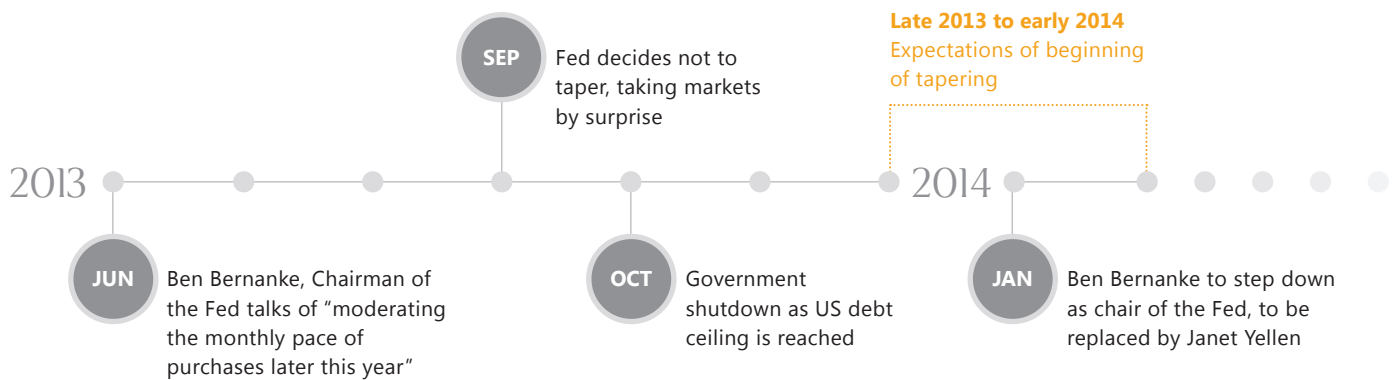 Late 2013 to early 2014
Expectations of beginning
of tapering
SEP
Fed decides not to
taper, taking markets
by surprise
2013
2014
JUN
Ben Bernanke, Chairman of
the Fed talks of “moderating
the monthly pace of
purchases later this year”
OCT
Government
shutdown as US debt
ceiling is reached
JAN
Ben Bernanke to step down
as chair of the Fed, to be
replaced by Janet Yellen